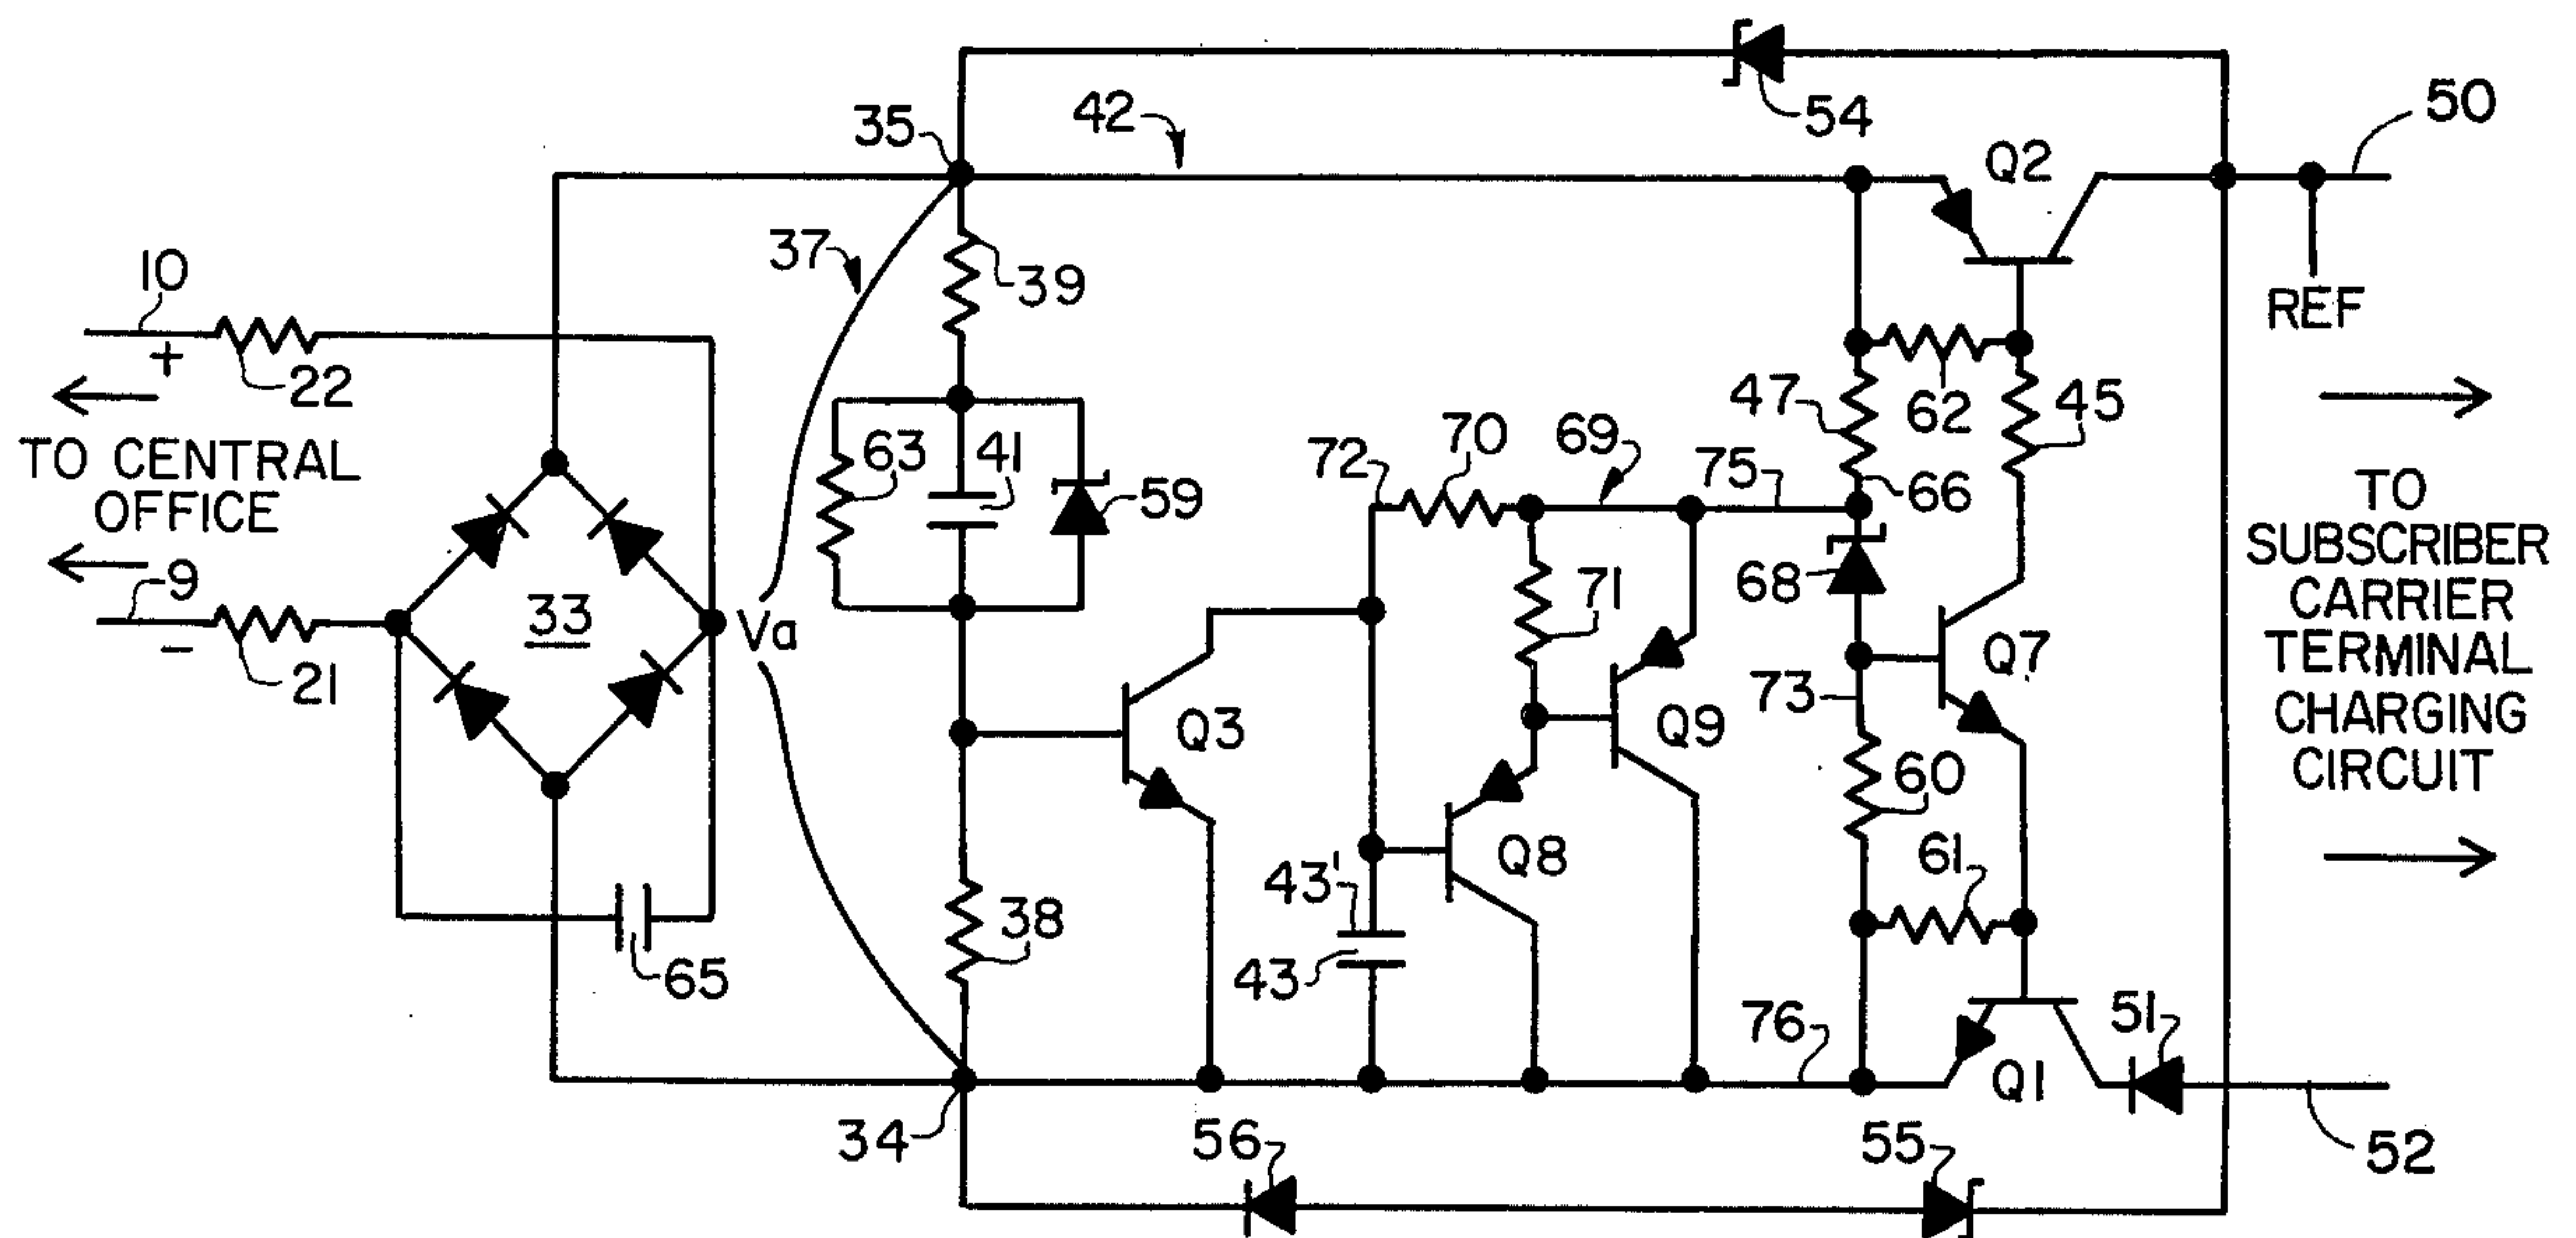 54
50
35
42
Q2
37
10
39
REF
+
22
TO CENTRAL
OFFICE
47
62
45
63
41
59
72
70
69
75
66
TO
SUBSCRIBER
CARRIER
TERMINAL
CHARGING
CIRCUIT
9
-
33
Va
71
68
Q7
21
Q3
Q9
73
60
43'
Q8
61
38
65
43
76
51
Q1
34
56
55
52